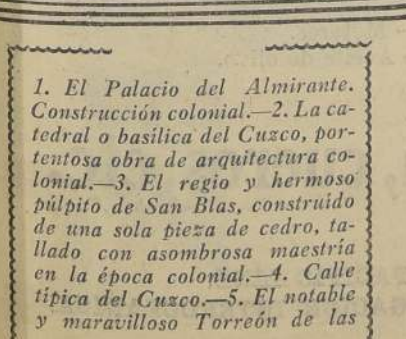 1. El Palacio del Almirante.
Construcción colonial.—2. La ca-
tedral o basílica del Cuzco, por-
tentosa obra de arquitectura co-
lonial.—3. El regio y hermoso
púlpito de San Blas, construido
de una sola pieza de cedro, ta-
llado con asombrosa maestría
en la época colonial.—4. Calle
típica del Cuzco.—5. El notable
y maravilloso Torreón de las